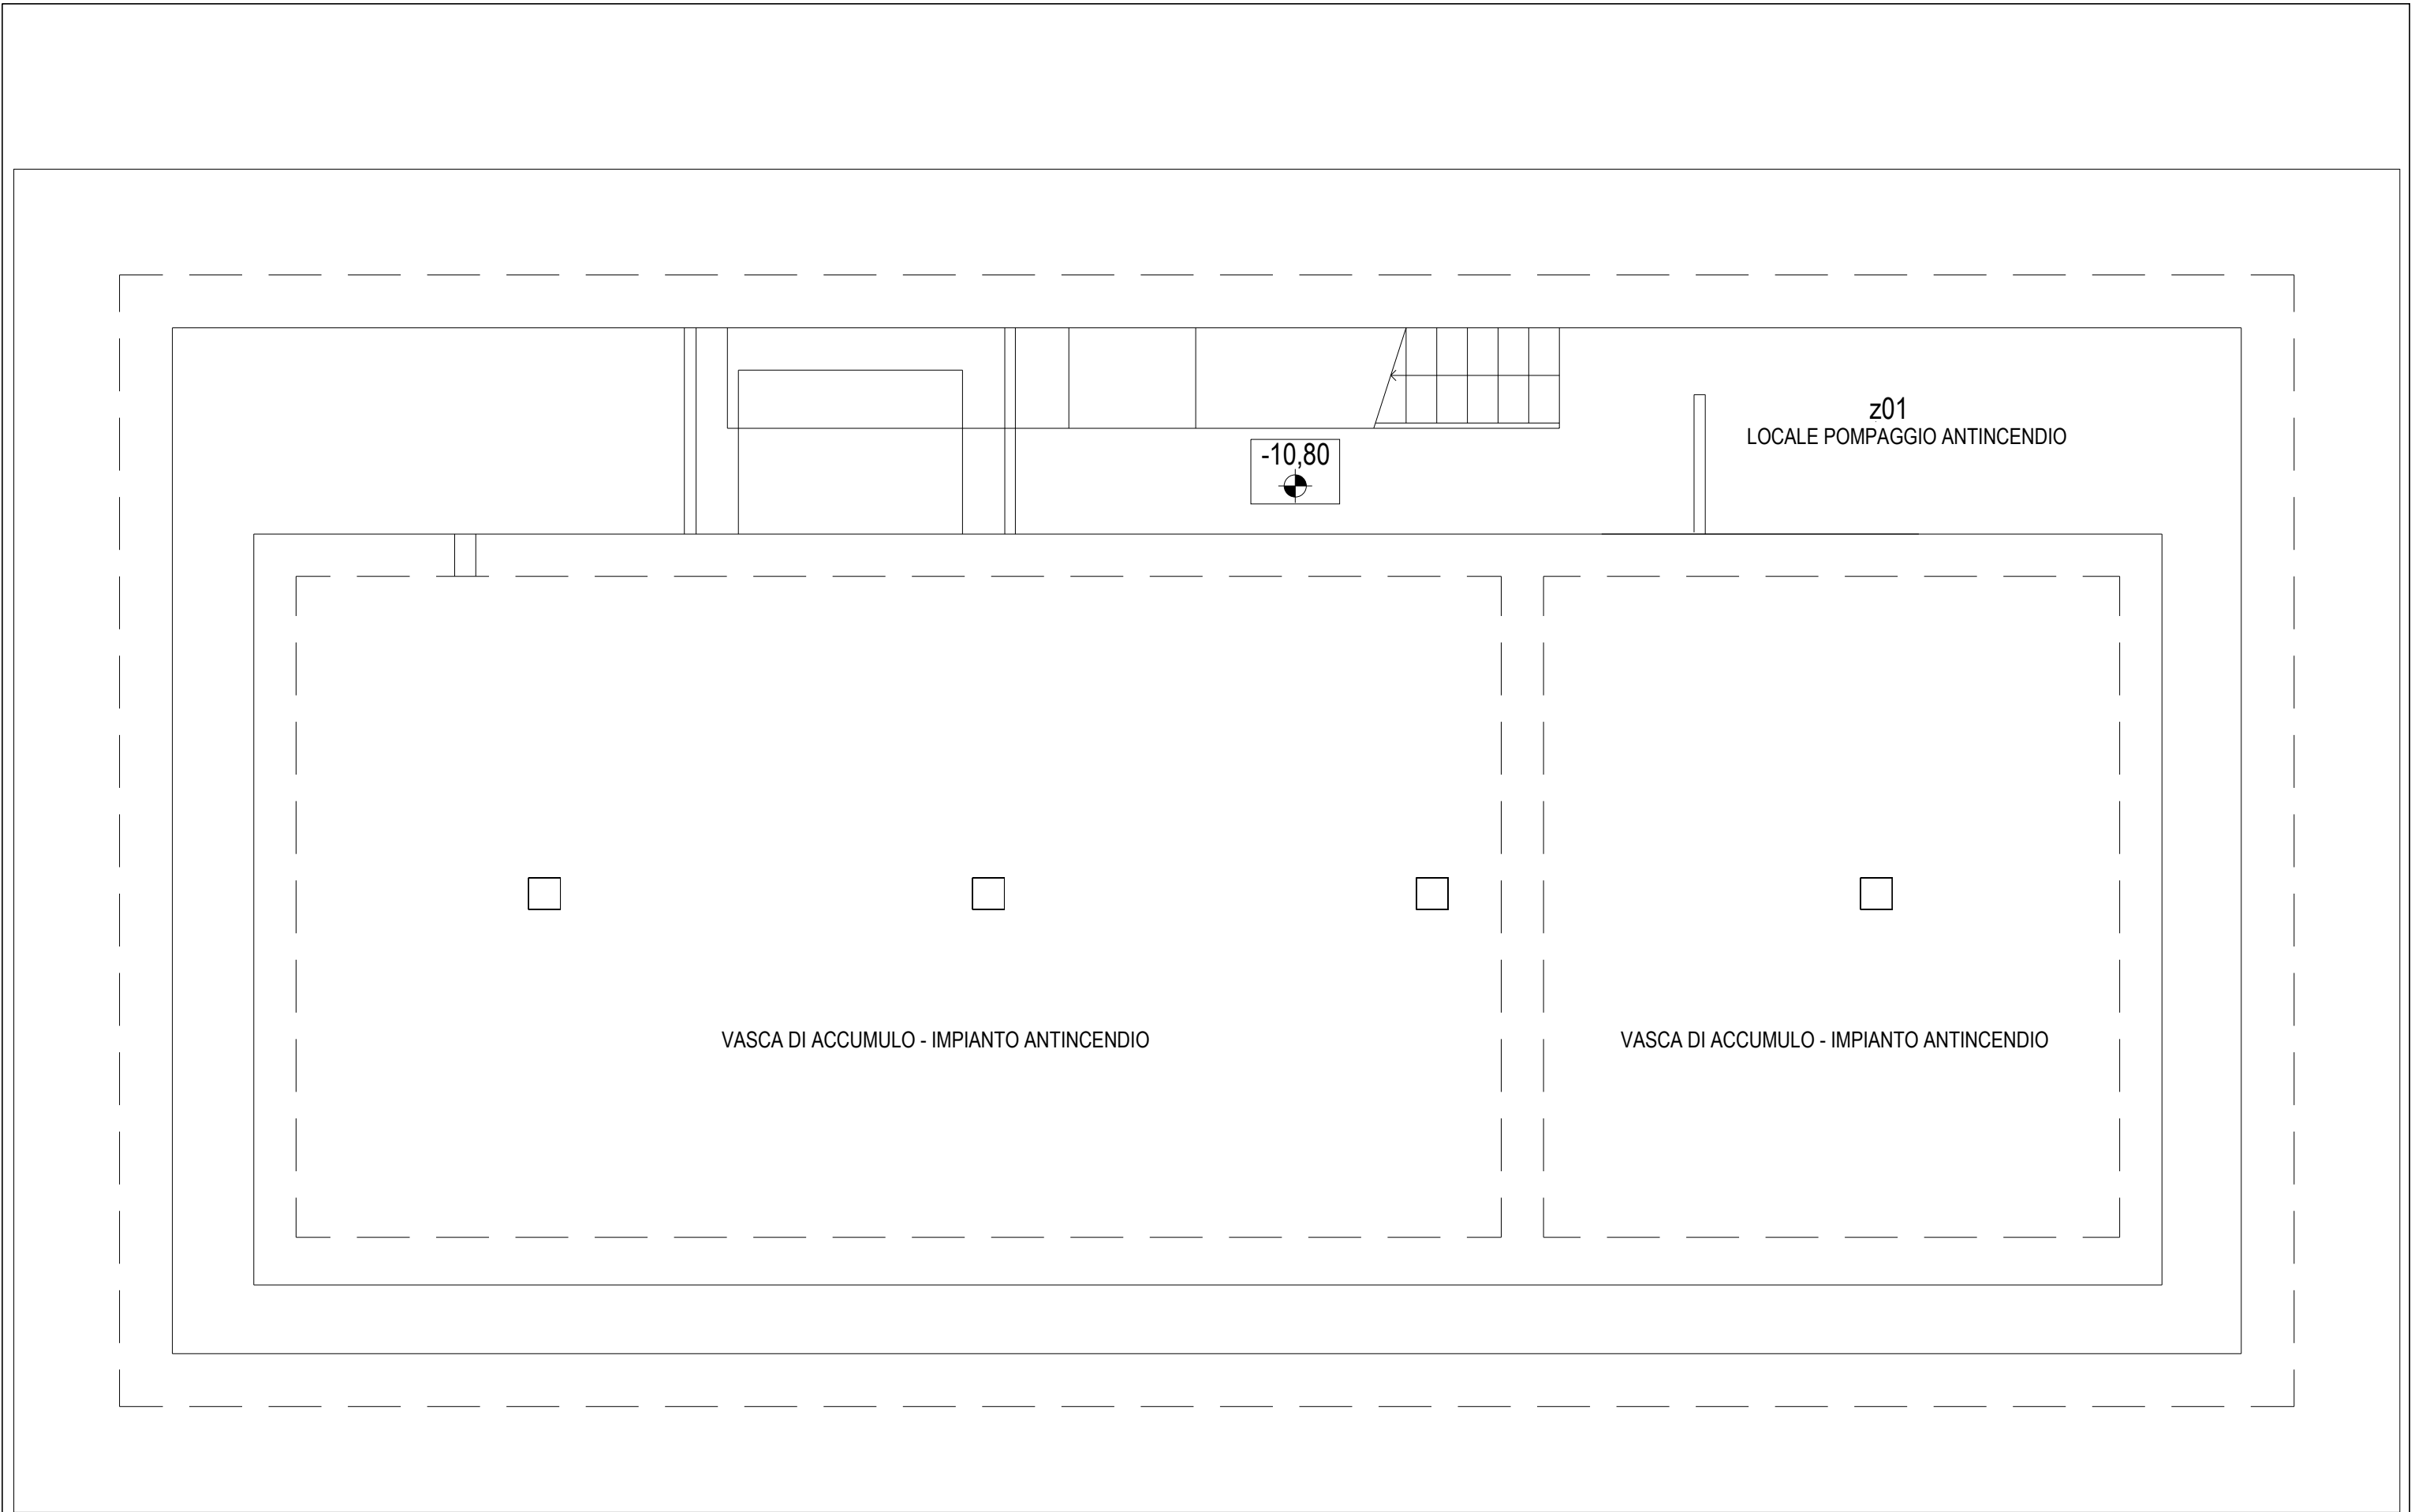 z01
LOCALE POMPAGGIO ANTINCENDIO
-10,80
VASCA DI ACCUMULO - IMPIANTO ANTINCENDIO
VASCA DI ACCUMULO - IMPIANTO ANTINCENDIO